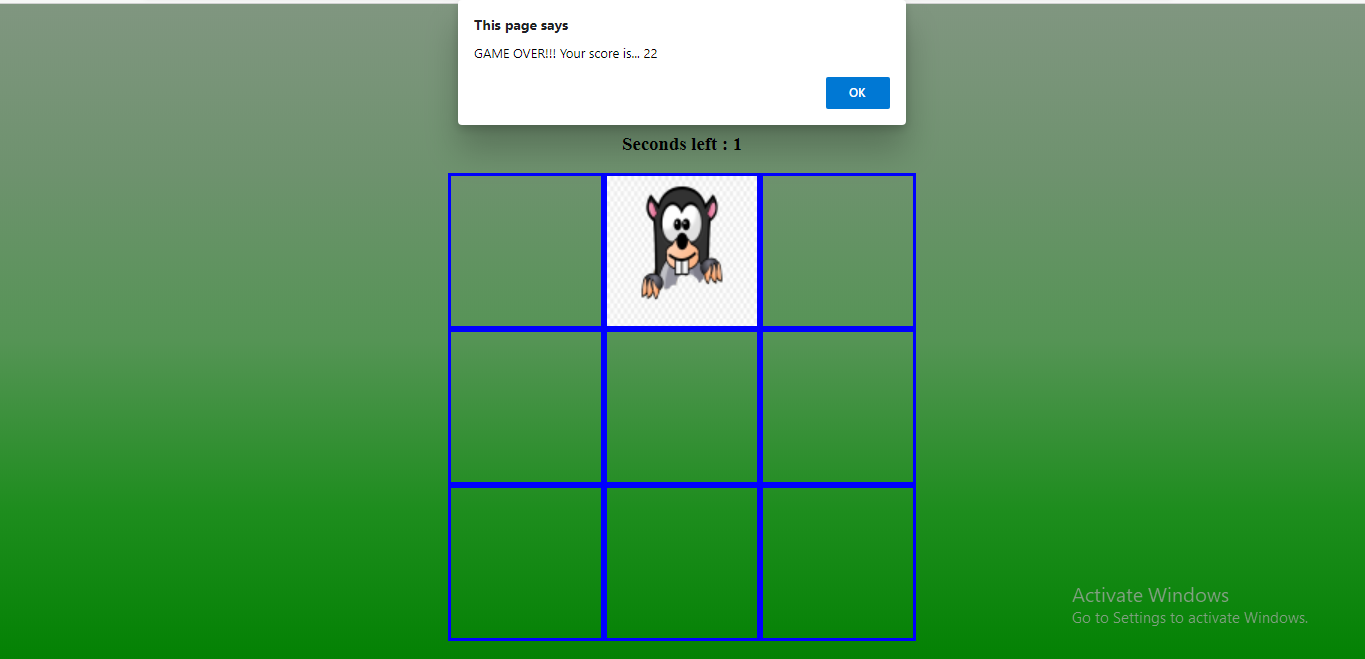 This page says
GAME OVER!!! Your score is... 22
OK
Seconds left : 1
Activate Windows
Go to Settings to activate Windows.